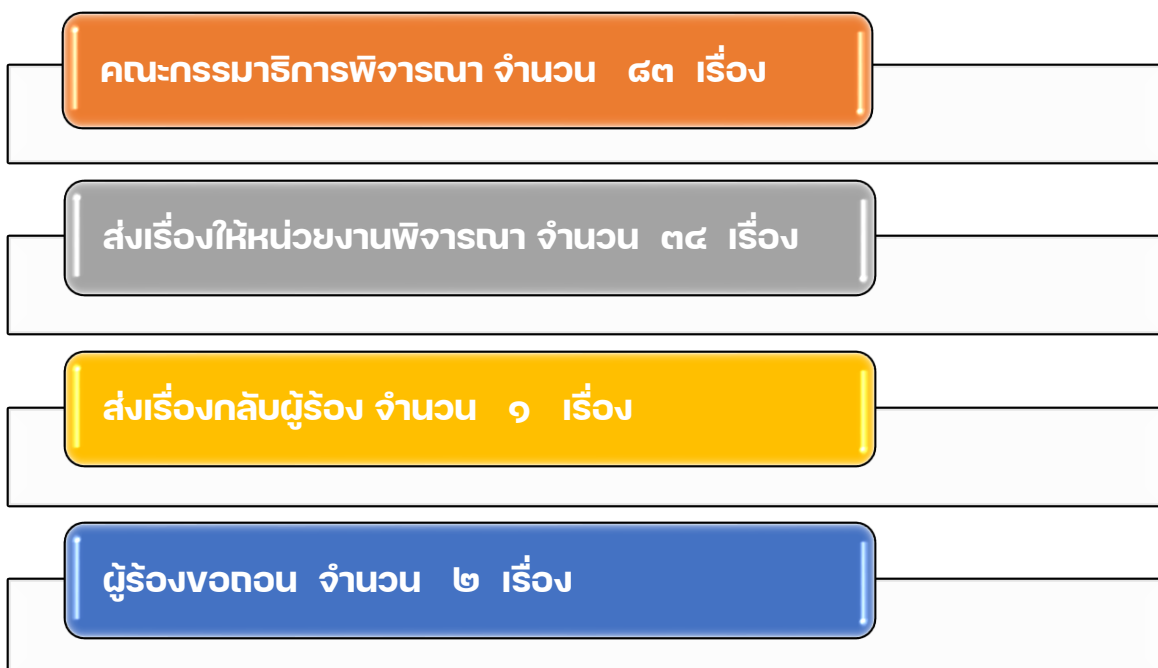 คณะกรรมาธิการพิจารณา จำนวน ๘๓ เรื่อง
ส่งเรื่องให้หน่วยงานพิจารณา จำนวน ๓๔ เรื่อง
ส่งเรื่องกลับผู้ร้อง จำนวน ๑ เรื่อง
ผู้ร้องขอถอน จำนวน ๒ เรื่อง